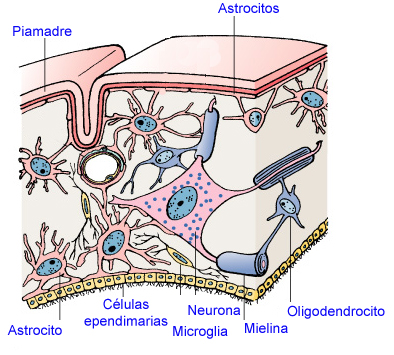 Astrocitos
Piamadre
Células
ependimarias
Neurona
Oligodendrocito
Astrocito
Microglia
Mielina